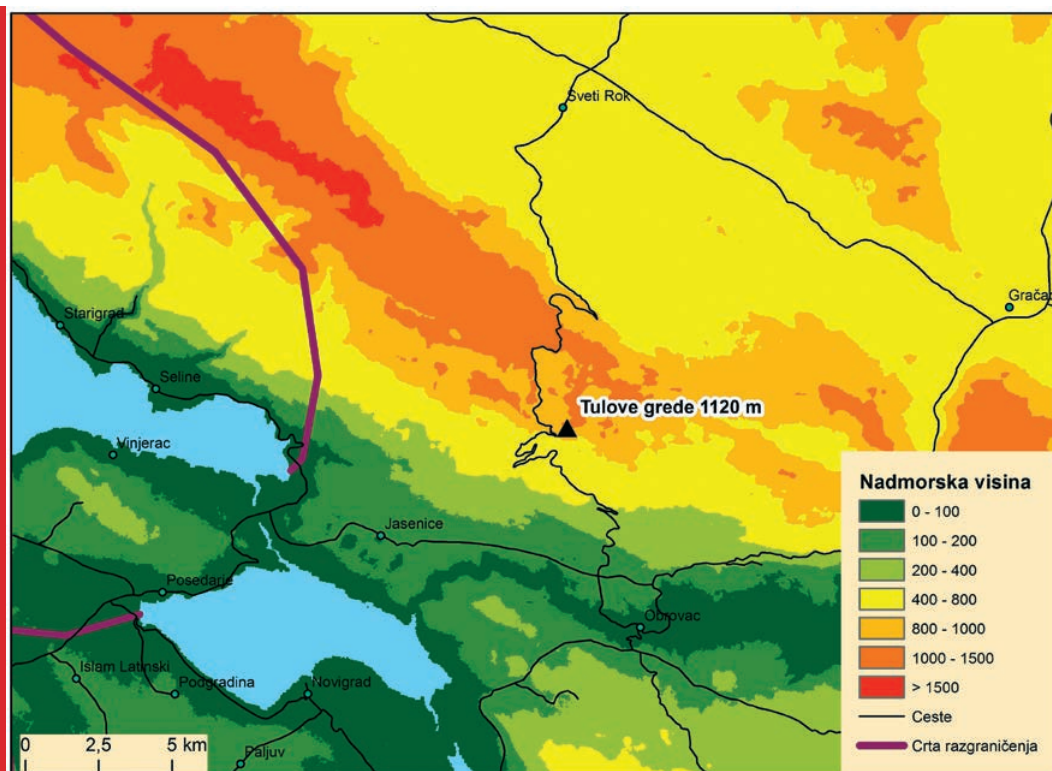 Sveti Rok
Gračac
Starigrad
Seline
Tulove grede 1120 m
Vinjerac
Jasenice
Posedarje
Obrovac
Islam Latinski
Podgradina
Novigrad
Paljuv
0 2,5 5 km
Nadmorska visina
0 - 100
100 - 200
200 - 400
400 - 800
800 - 1000
1000 - 1500
> 1500
Ceste
Crta razgraničenja